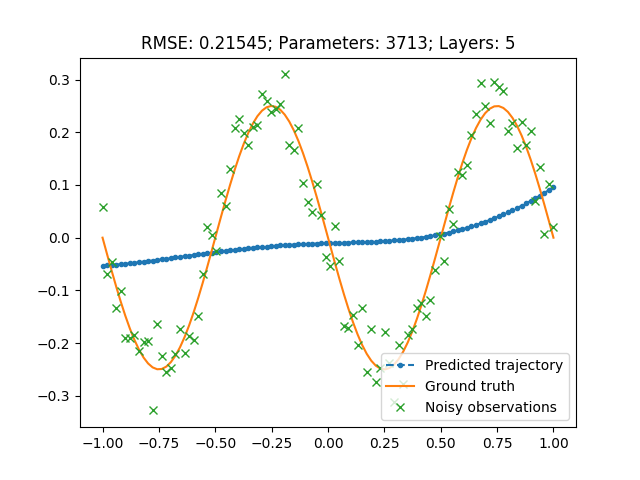 RMSE: 0.21545; Parameters: 3713; Layers: 5
0.3
0.2
0.1
0.0
−0.1
−0.2
−0.3
−1.00 −0.75 −0.50 −0.25 0.00 0.25 0.50 0.75 1.00
Predicted trajectory
Ground truth
Noisy observations